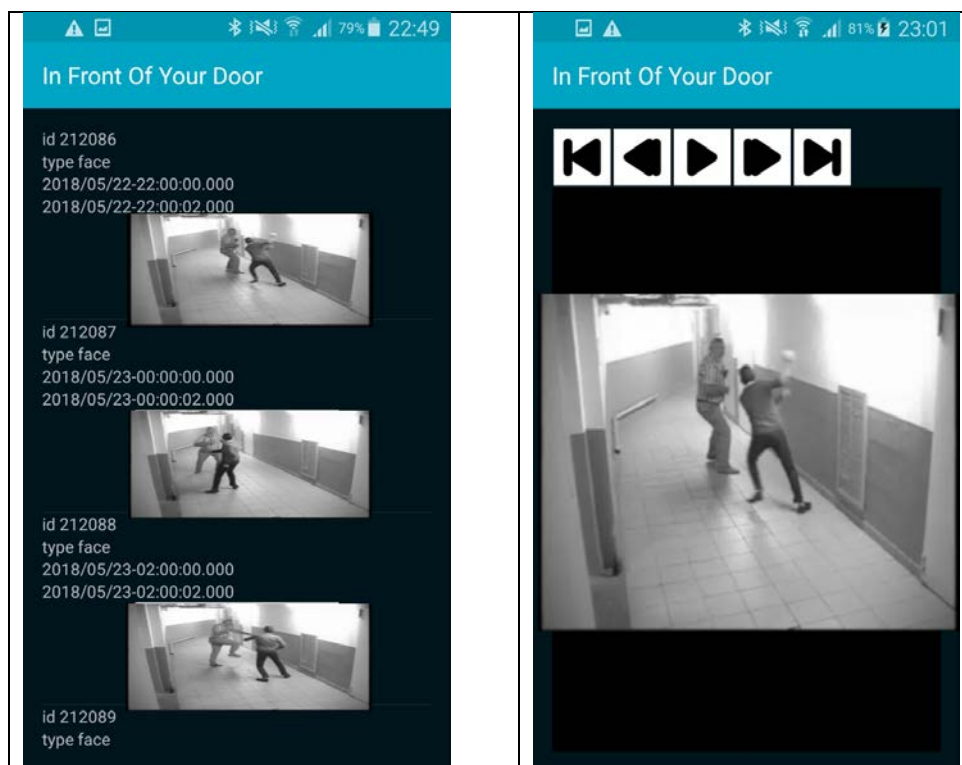 79% 22:49
In Front Of Your Door
id 212086
type face
2018/05/22-22:00:00.000
2018/05/22-22:00:02.000
id 212087
type face
2018/05/23-00:00:00.000
2018/05/23-00:00:02.000
id 212088
type face
2018/05/23-02:00:00.000
2018/05/23-02:00:02.000
id 212089
type face
81% 23:01
In Front Of Your Door